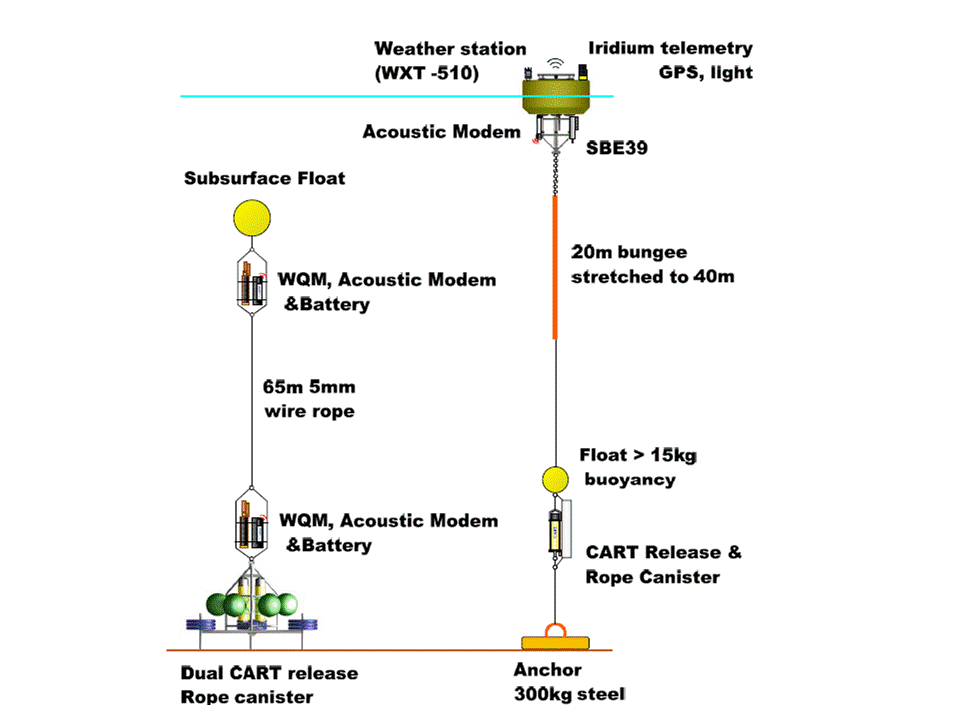 Weather station
(WXT -510)
Iridium telemetry
GPS, light
Acoustic Modem
SBE39
Subsurface Float
20m bungee
stretched to 40m
WQM, Acoustic Modem
&Battery
65m 5mm
wire rope
Float > 15kg
buoyancy
WQM, Acoustic Modem
&Battery
CART Release &
Rope Canister
Dual CART release
Rope canister
Anchor
300kg steel